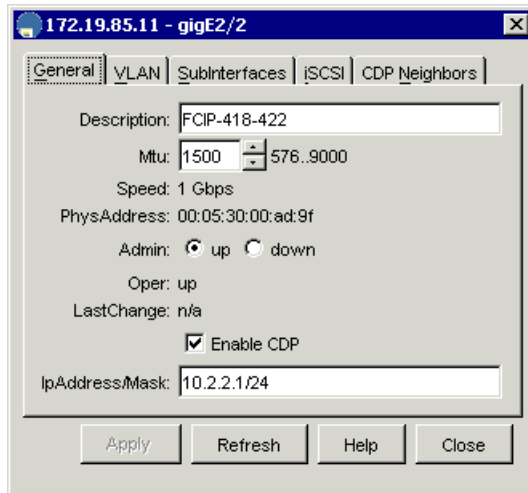 172.19.85.11 - gigE2/2
General VLAN SubInterfaces iSCSI CDP Neighbors
Description: FCIP-418-422
Mtu: 1500 576..9000
Speed: 1 Gbps
PhysAddress: 00:05:30:00:ad:9f
Admin: up down
Oper: up
LastChange: n/a
Enable CDP
IpAddress/Mask: 10.2.2.1/24
Apply Refresh Help Close